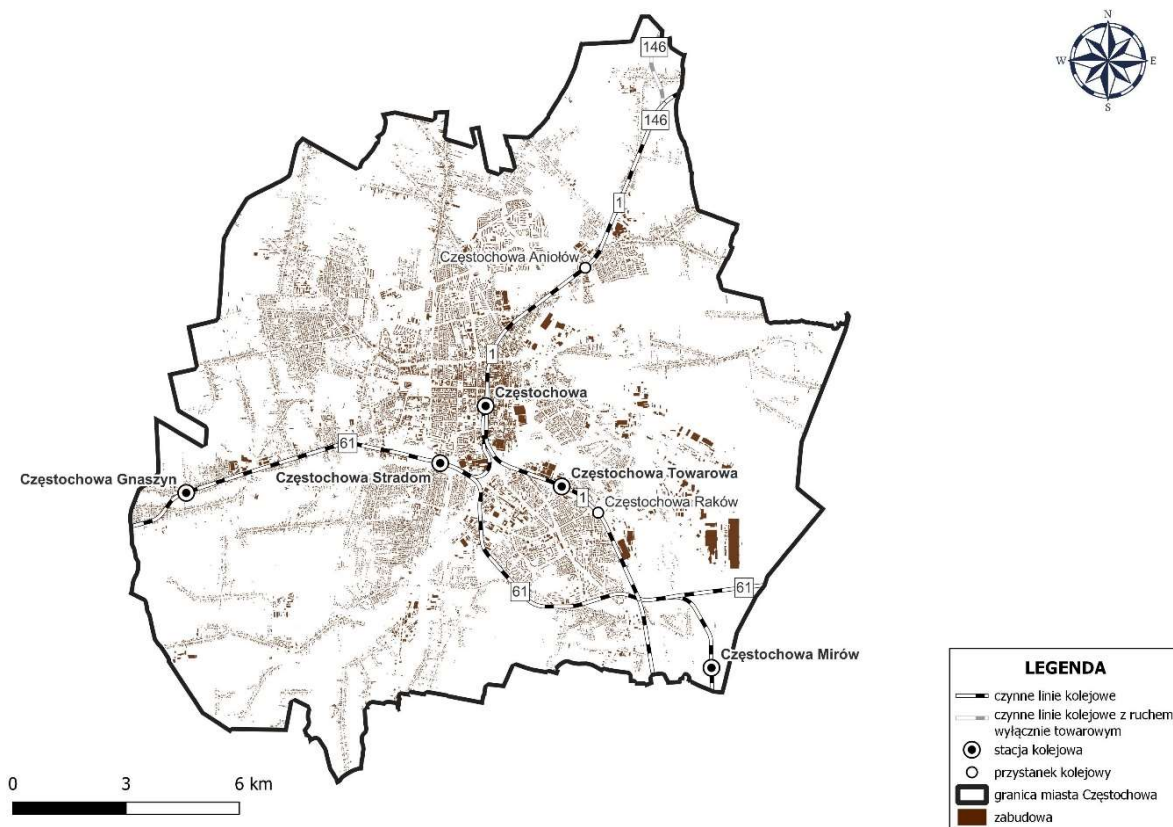 146
N
W
E
S
146
1
Częstochowa Aniołów
1
Częstochowa
61
Częstochowa Gnaszyn
Częstochowa Stradom
Częstochowa Towarowa
1
Częstochowa Raków
61
61
Częstochowa Mirów
LEGENDA
czynne linie kolejowe
czynne linie kolejowe z ruchem
wyłącznie towarowym
stacja kolejowa
przystanek kolejowy
granica miasta Częstochowa
zabudowa
0
3
6 km